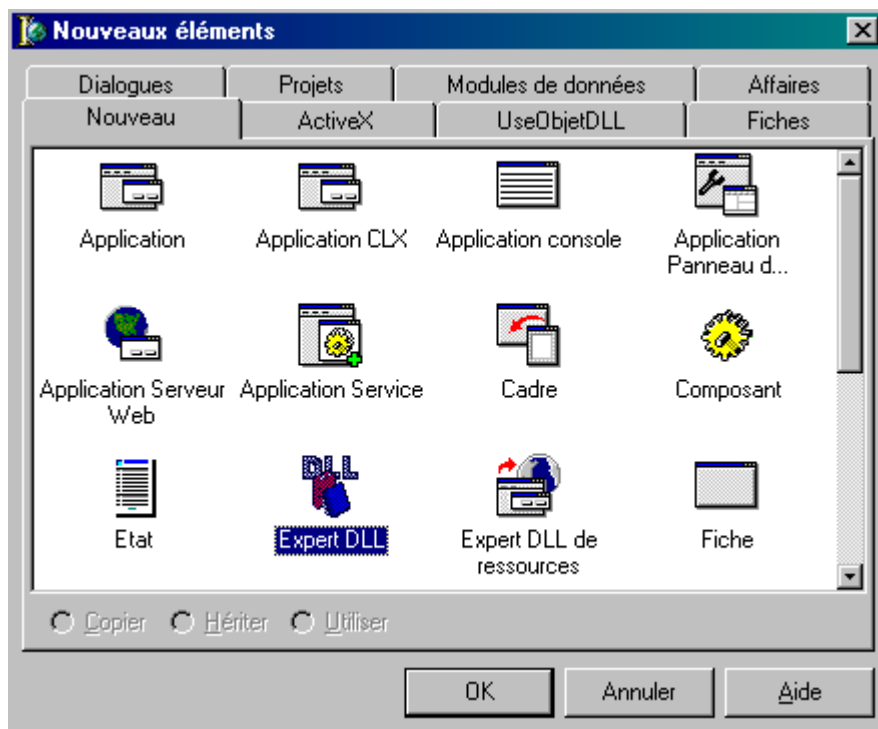 Nouveaux éléments
Dialogues
Projets
Modules de données
Affaires
Nouveau
ActiveX
UseObjetDLL
Fiches
Application
Application CLX
Application console
Application
Panneau d...
Application Serveur
Web
Application Service
Cadre
Composant
DLL
Etat
Expert DLL
Expert DLL de
ressources
Fiche
Copier
Hériter
Utiliser
OK
Annuler
Aide